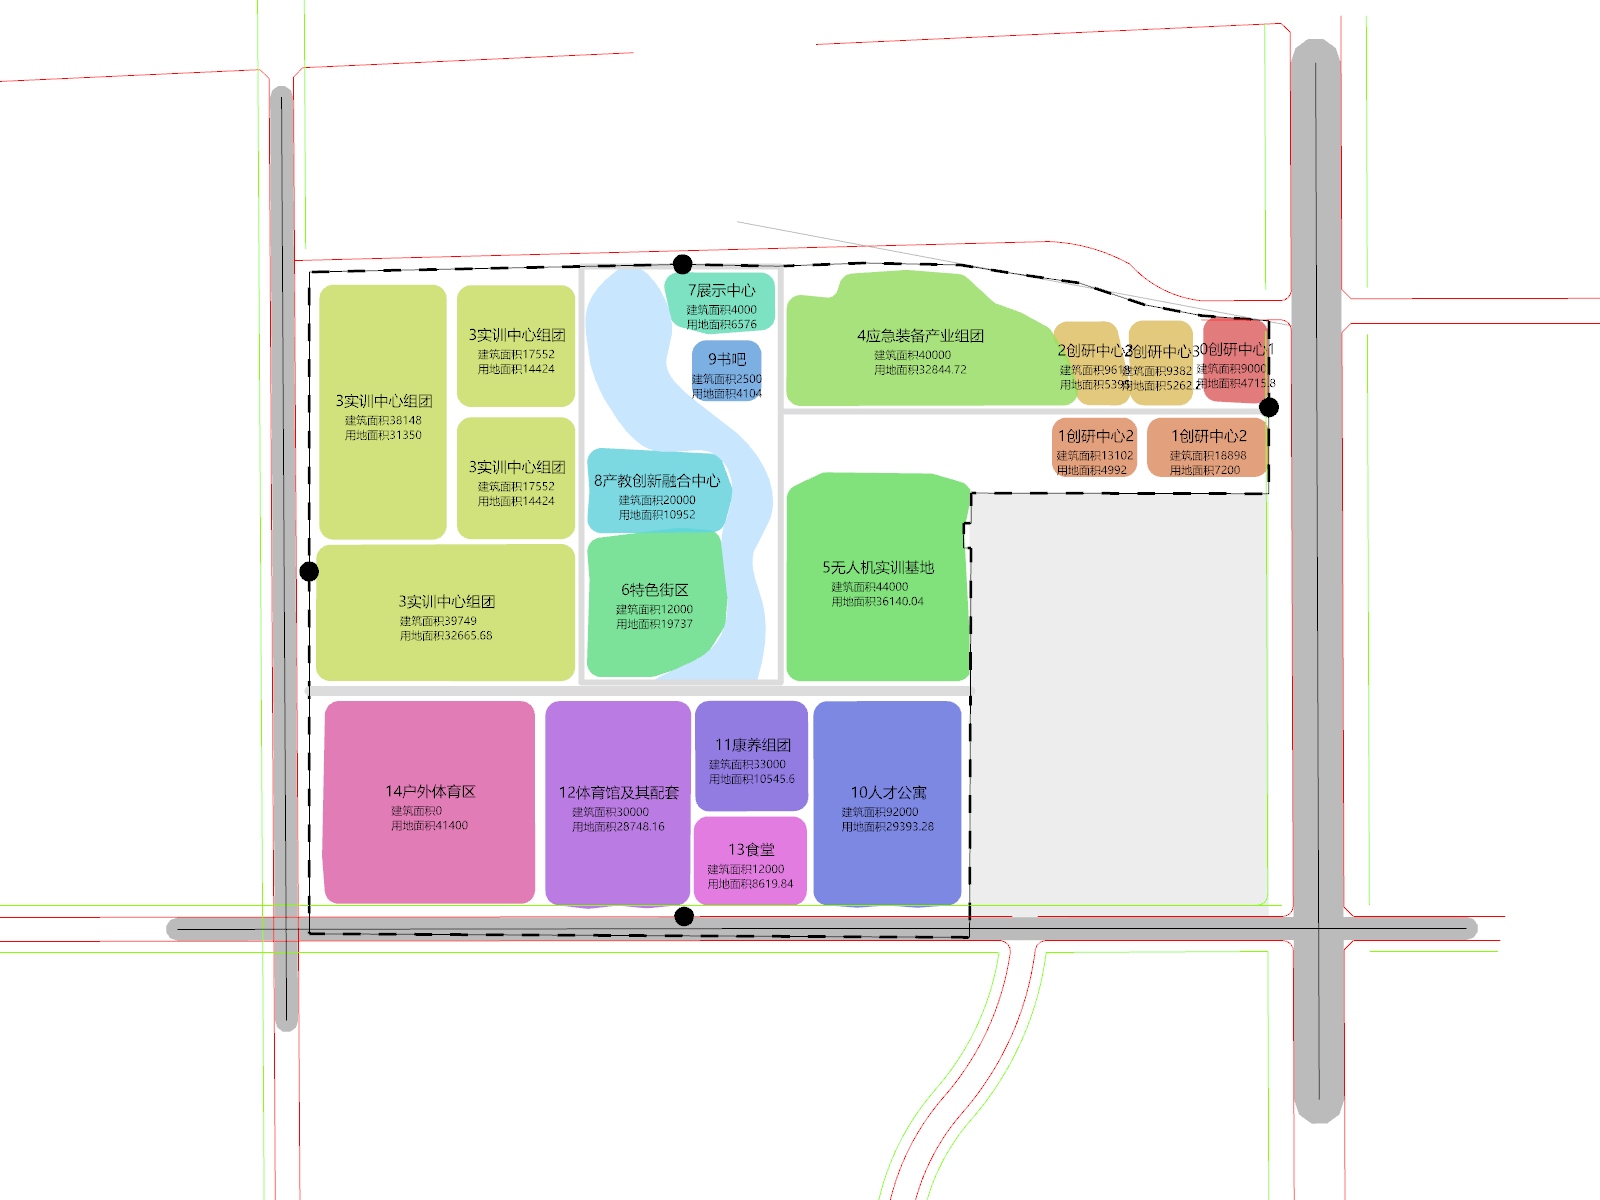 7展示中心
建筑面积4000
用地面积6576
3实训中心组团
建筑面积17552
用地面积14424
4应急装备产业组团
建筑面积40000
用地面积32844.72
2创研中心3
建筑面积9618
用地面积5395
2创研中心3
建筑面积9382
用地面积5262.2
0创研中心1
建筑面积9000
用地面积4715.8
9书吧
建筑面积2500
用地面积4104
3实训中心组团
建筑面积38148
用地面积31350
1创研中心2
建筑面积13102
用地面积4992
1创研中心2
建筑面积18898
用地面积7200
3实训中心组团
建筑面积17552
用地面积14424
8产教创新融合中心
建筑面积20000
用地面积10952
5无人机实训基地
建筑面积44000
用地面积36140.04
6特色街区
建筑面积12000
用地面积19737
3实训中心组团
建筑面积39749
用地面积32665.68
11康养组团
建筑面积33000
用地面积10545.6
14户外体育区
建筑面积0
用地面积41400
12体育馆及其配套
建筑面积30000
用地面积28748.16
10人才公寓
建筑面积92000
用地面积29393.28
13食堂
建筑面积12000
用地面积8619.84